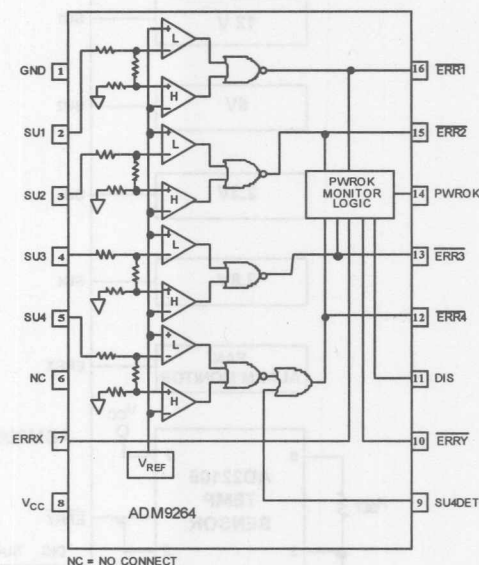 GND 1
SU1 2
SU2 3
SU3 4
SU4 5
NC 6
ERRX 7
VCC 8
L
H
L
H
L
H
L
H
VREF
ADM9264
PWROK
MONITOR
LOGIC
16 ERR1
15 ERR2
14 PWROK
13 ERR3
12 ERR4
11 DIS
10 ERRY
9 SU4DET
NC = NO CONNECT